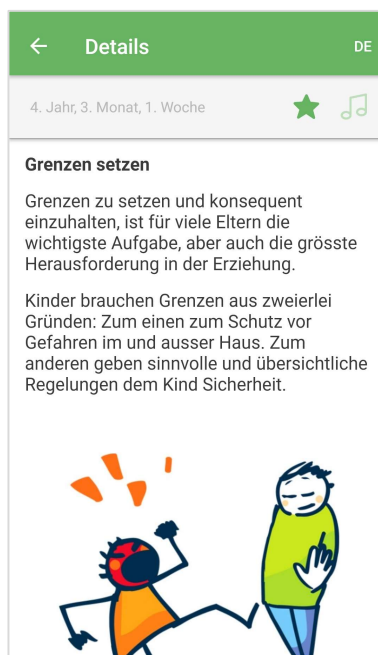 Details
DE
4. Jahr, 3. Monat, 1. Woche
Grenzen setzen
Grenzen zu setzen und konsequent
einzuhalten, ist für viele Eltern die
wichtigste Aufgabe, aber auch die grösste
Herausforderung in der Erziehung.
Kinder brauchen Grenzen aus zweierlei
Gründen: Zum einen zum Schutz vor
Gefahren im und ausser Haus. Zum
anderen geben sinnvolle und übersichtliche
Regelungen dem Kind Sicherheit.